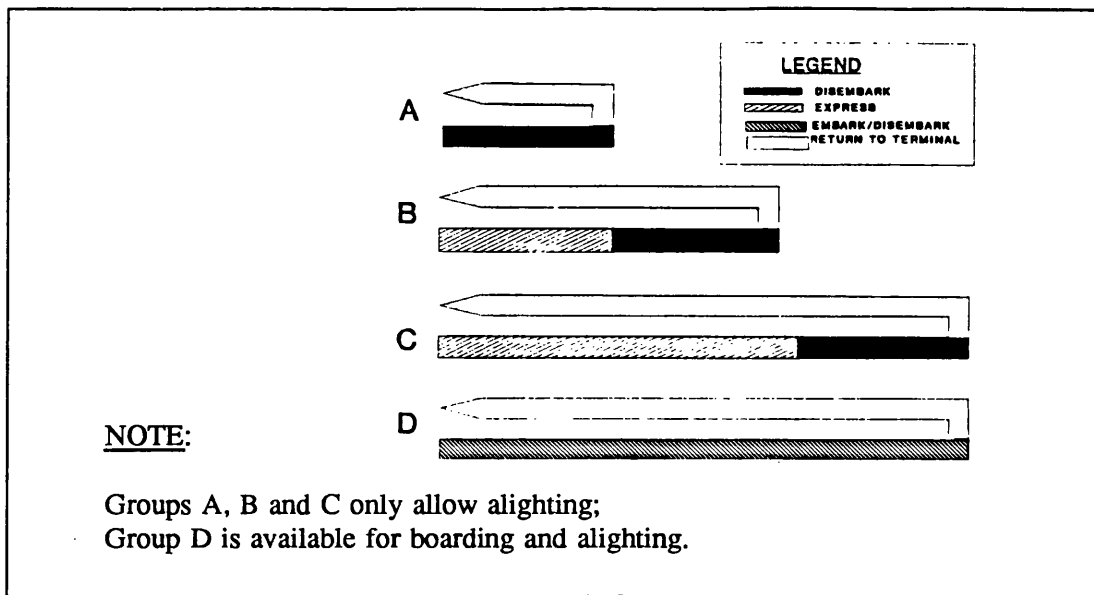 LEGEND
DISEMBARK
EXPRESS
EMBARK/DISEMBARK
RETURN TO TERMINAL
A
B
C
D
NOTE:
Groups A, B and C only allow alighting;
Group D is available for boarding and alighting.